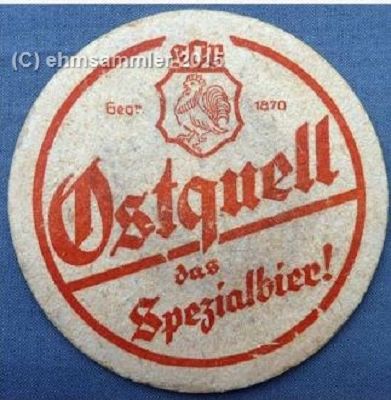 (C) ehmsammler 2015
Gegr 1870
Ostquell
das
Spezialbier!